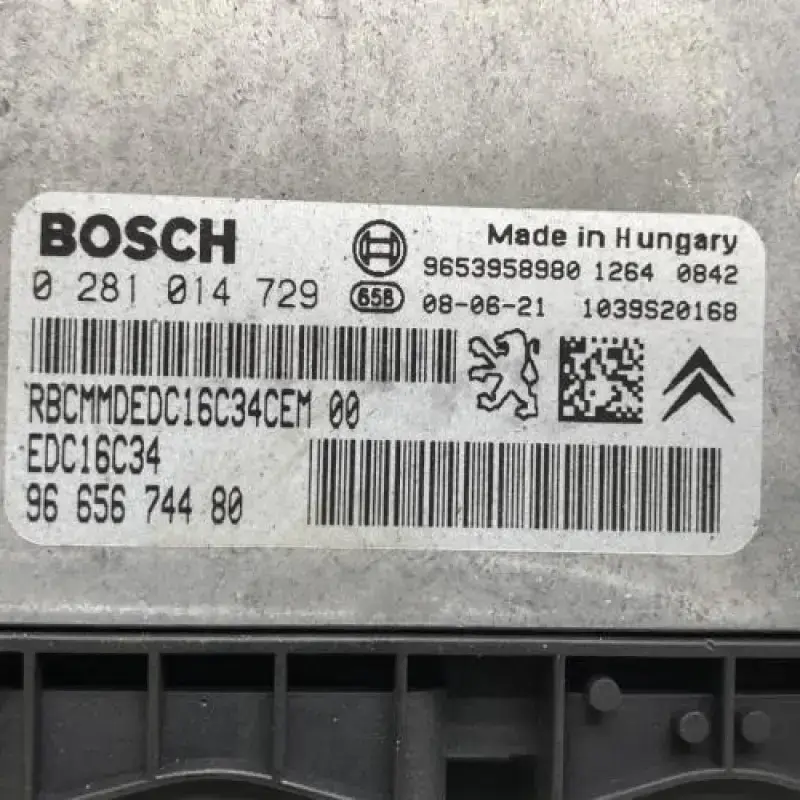 BOSCH
Made in Hungary
9653958980 1264 0842
0 281 014 729
658 08-06-21 1039S20168
RBCMMDEDC16C34CEM 00
EDC16C34
96 656 744 80